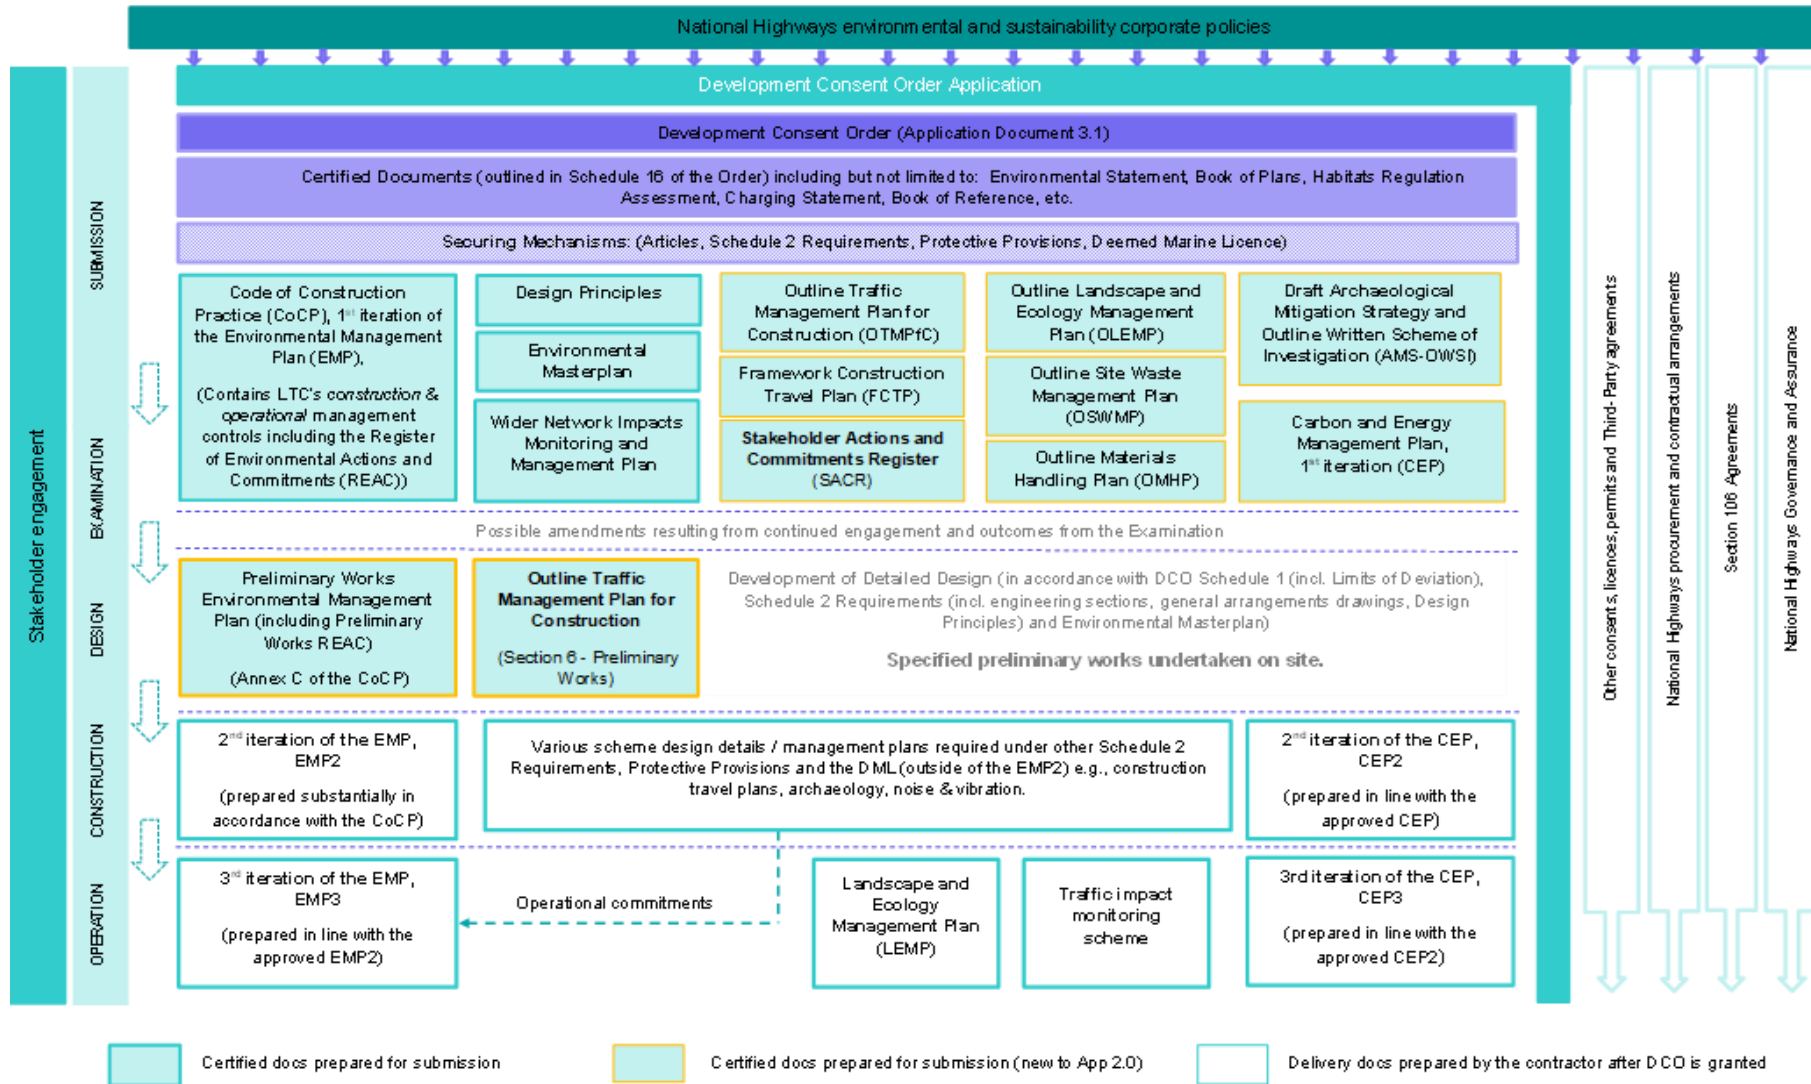 National Highways environmental and sustainability corporate policies
Development Consent Order Application
Development Consent Order (Application Document 3.1)
Certified Documents (outlined in Schedule 16 of the Order) including but not limited to: Environmental Statement, Book of Plans, Habitats Regulation
Assessment, Charging Statement, Book of Reference, etc.
Securing Mechanisms: (Articles, Schedule 2 Requirements, Protective Provisions, Deemed Marine Licence)
Stakeholder engagement
SUBMISSION
EXAMINATION
DESIGN
CONSTRUCTION
OPERATION
Code of Construction
Practice (CoCP), 1st iteration of
the Environmental Management
Plan (EMP),
(Contains LTC's construction &
operational management
controls including the Register
of Environmental Actions and
Commitments (REAC))
Design Principles
Environmental
Masterplan
Wider Network Impacts
Monitoring and
Management Plan
Outline Traffic
Management Plan for
Construction (OTMPfC)
Framework Construction
Travel Plan (FCTP)
Stakeholder Actions and
Commitments Register
(SACR)
Outline Landscape and
Ecology Management
Plan (OLEMP)
Outline Site Waste
Management Plan
(OSWMP)
Outline Materials
Handling Plan (OMHP)
Draft Archaeological
Mitigation Strategy and
Outline Written Scheme of
Investigation (AMS-OWSI)
Carbon and Energy
Management Plan,
1st iteration (CEP)
Possible amendments resulting from continued engagement and outcomes from the Examination
Preliminary Works
Environmental Management
Plan (including Preliminary
Works REAC)
(Annex C of the CoCP)
Outline Traffic
Management Plan for
Construction
(Section 6 - Preliminary
Works)
Development of Detailed Design (in accordance with DCO Schedule 1 (incl. Limits of Deviation),
Schedule 2 Requirements (incl. engineering sections, general arrangements drawings, Design
Principles) and Environmental Masterplan)
Specified preliminary works undertaken on site.
2nd iteration of the EMP,
EMP2
(prepared substantially in
accordance with the CoCP)
Various scheme design details / management plans required under other Schedule 2
Requirements, Protective Provisions and the DML (outside of the EMP2) e.g., construction
travel plans, archaeology, noise & vibration.
2nd iteration of the CEP,
CEP2
(prepared in line with the
approved CEP)
3rd iteration of the EMP,
EMP3
(prepared in line with the
approved EMP2)
Operational commitments
Landscape and
Ecology
Management Plan
(LEMP)
Traffic impact
monitoring
scheme
3rd iteration of the CEP,
CEP3
(prepared in line with the
approved CEP2)
Other consents, licences, permits and Third-Party agreements
National Highways procurement and contractual arrangements
Section 106 Agreements
National Highways Governance and Assurance
Certified docs prepared for submission
Certified docs prepared for submission (new to App 2.0)
Delivery docs prepared by the contractor after DCO is granted